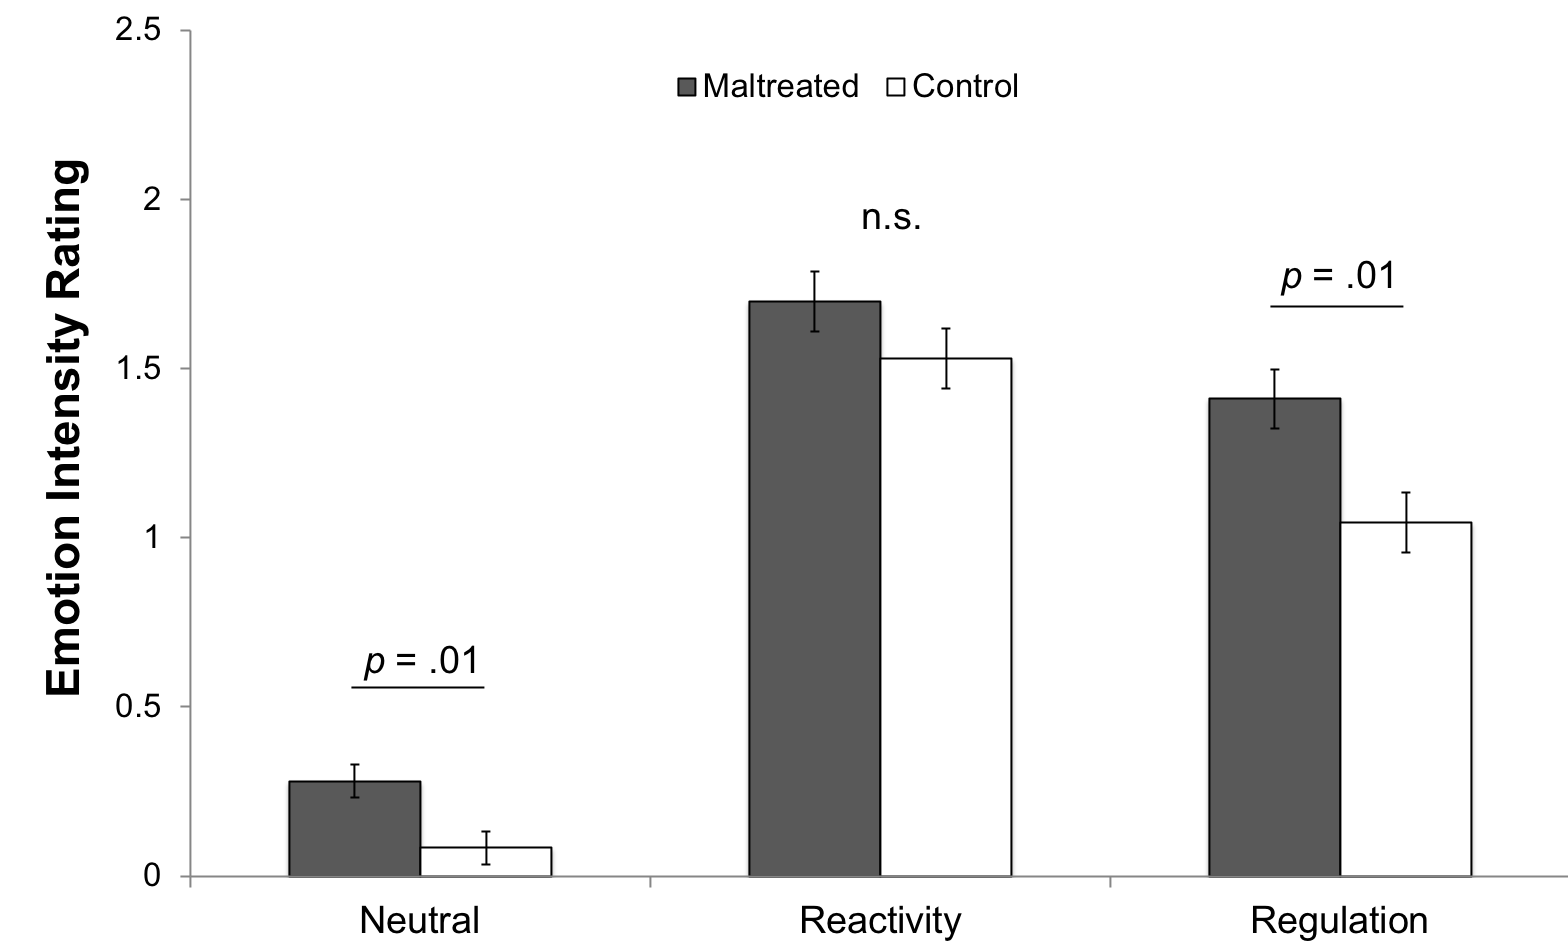 2.5
Maltreated Control
2
n.s.
p = .01
1.5
1
p = .01
0.5
0
Neutral Reactivity Regulation
Emotion Intensity Rating